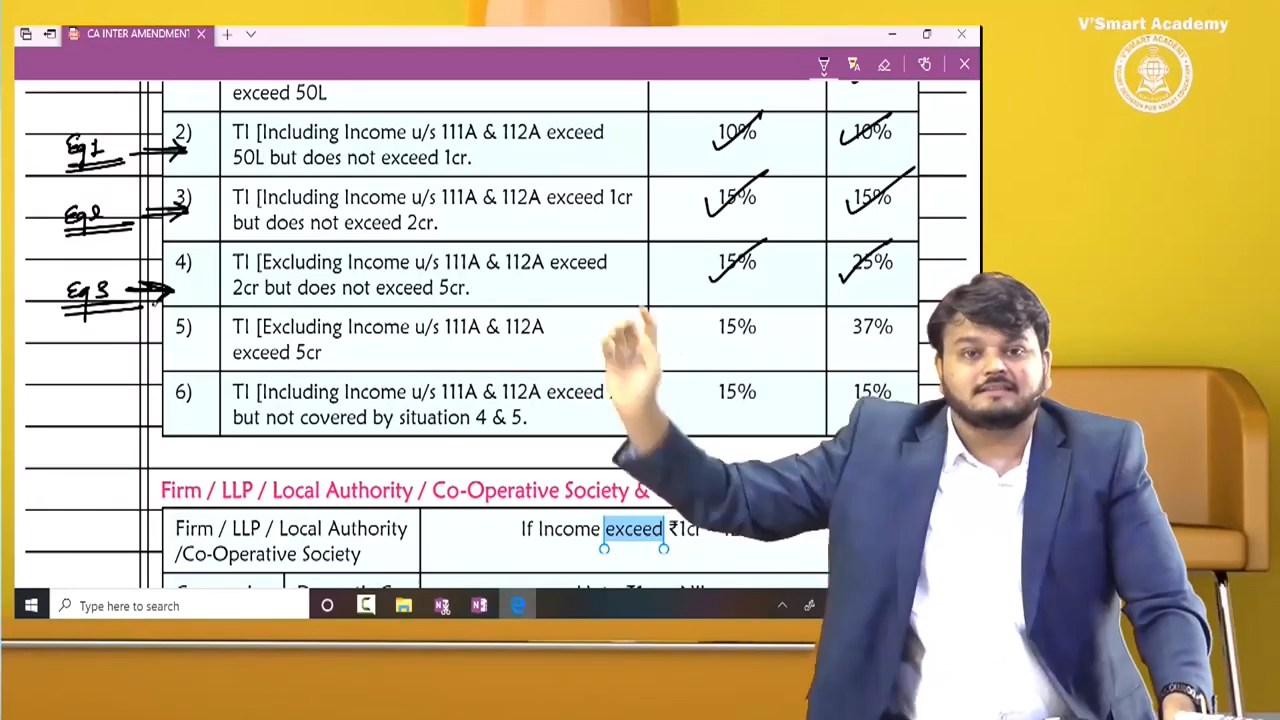 V'Smart Academy
CA INTER AMENDMENT
exceed 50L
Eg 1
2) TI [Including Income u/s 111A & 112A exceed 10% 10%
50L but does not exceed 1cr.
Eg 2
3) TI [Including Income u/s 111A & 112A exceed 1cr 15% 15%
but does not exceed 2cr.
Eg 3
4) TI [Excluding Income u/s 111A & 112A exceed 15% 25%
2cr but does not exceed 5cr.
5) TI [Excluding Income u/s 111A & 112A 15% 37%
exceed 5cr
6) TI [Including Income u/s 111A & 112A exceed 15% 15%
but not covered by situation 4 & 5.
Firm / LLP / Local Authority / Co-Operative Society &
Firm / LLP / Local Authority If Income exceed ₹1cr
/Co-Operative Society
Type here to search